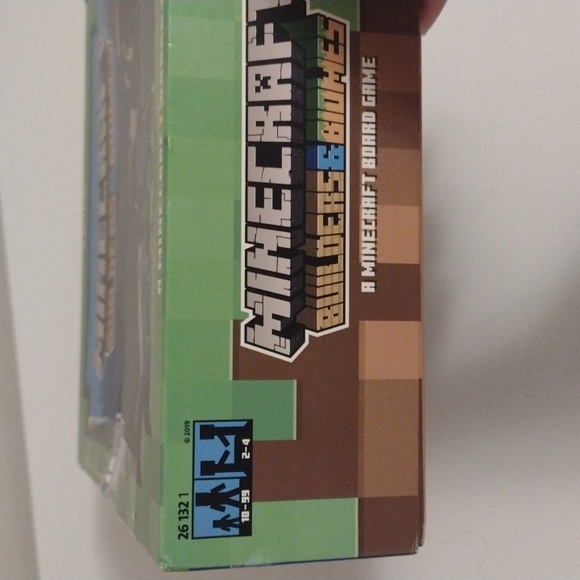 MINECRAFT
BUILDERS & BIOMES
A MINECRAFT BOARD GAME
26 132 1
© 2019
10-99
2-4